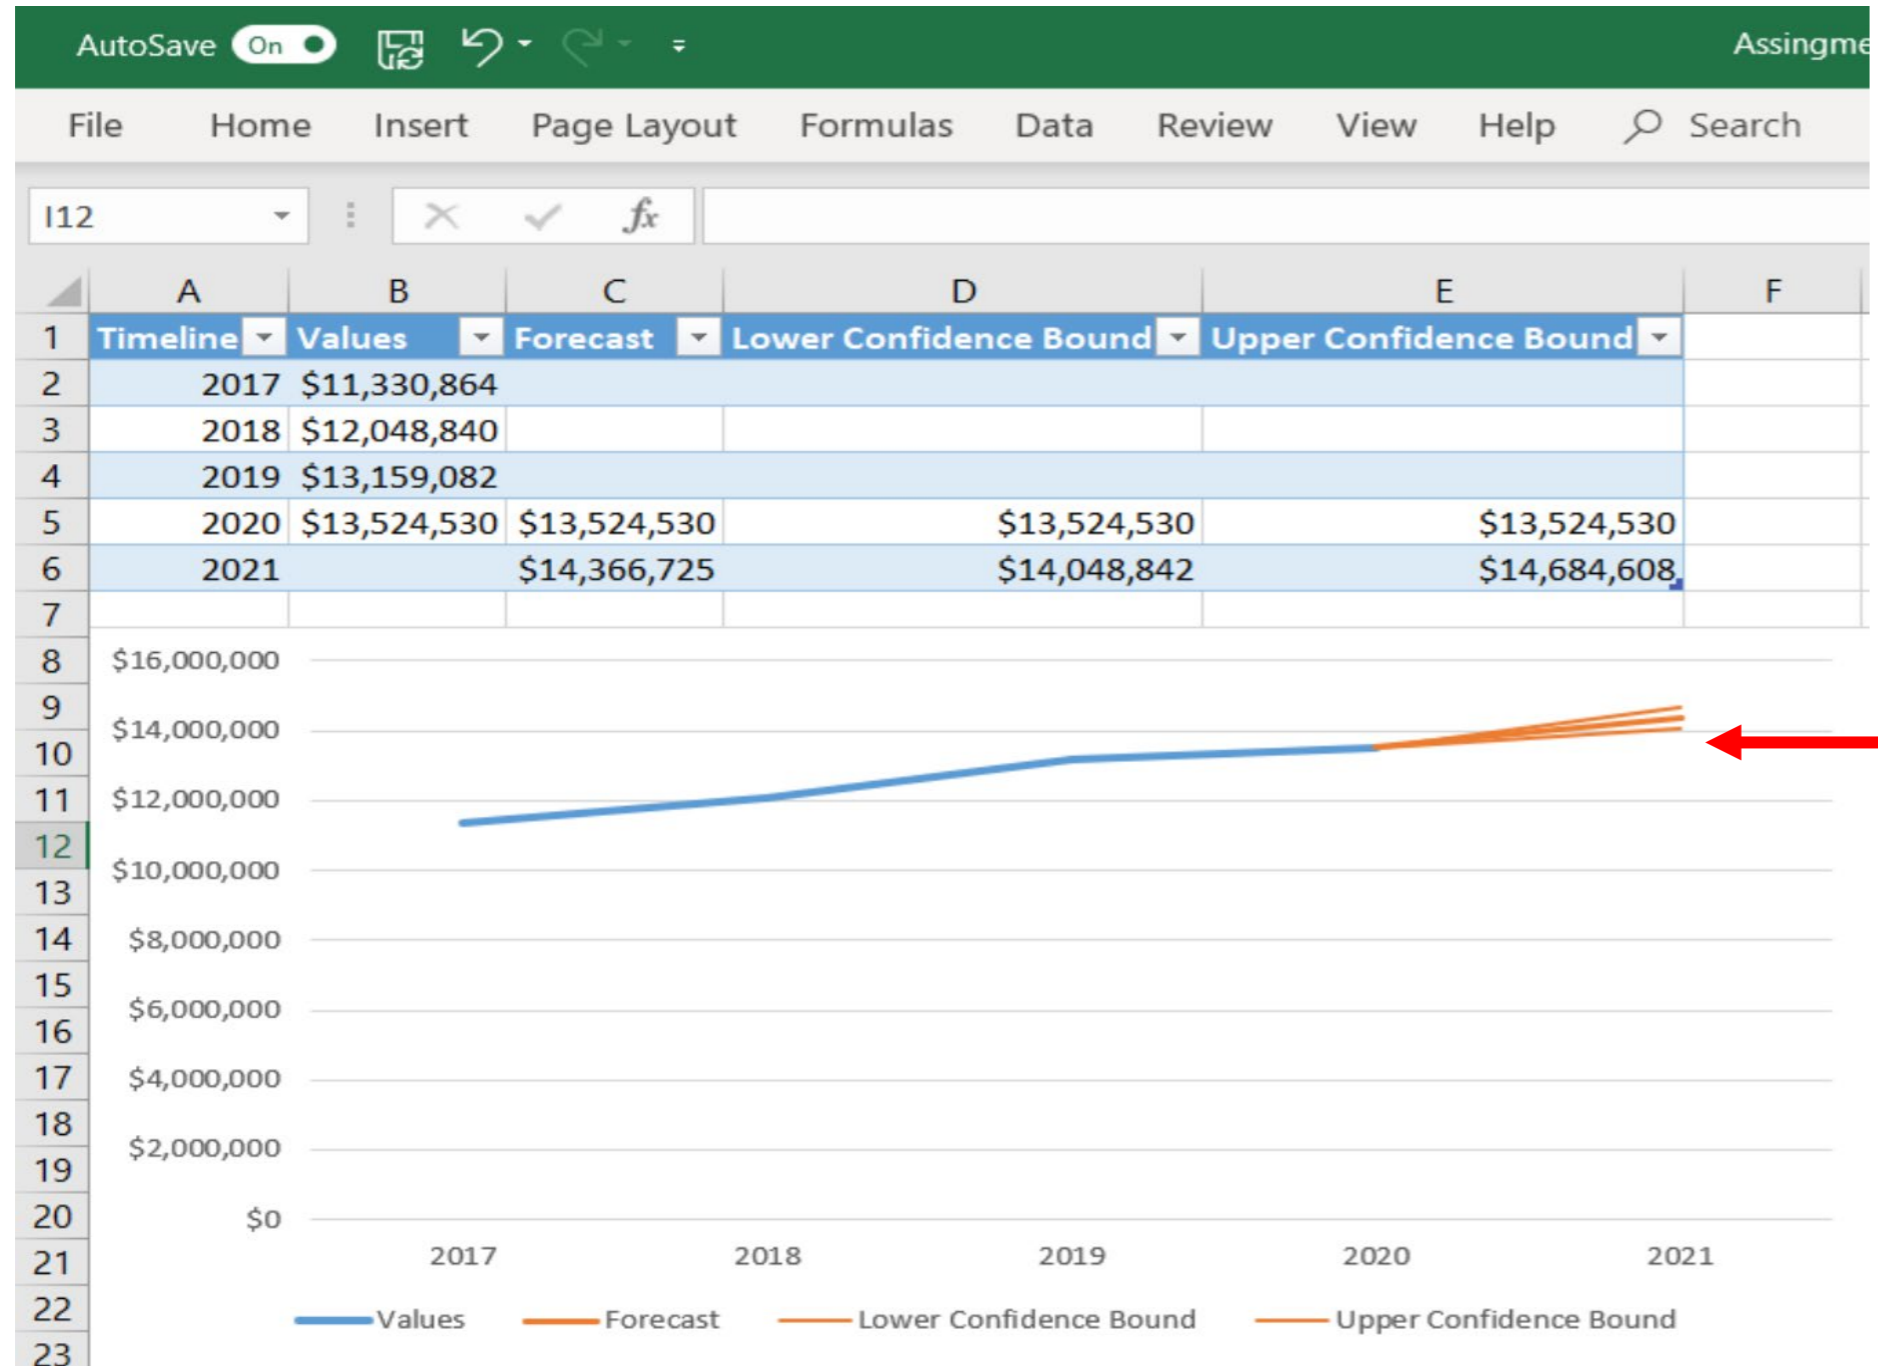 AutoSave On Assingme
File Home Insert Page Layout Formulas Data Review View Help Search
I12 fx
A B C D E F
1 Timeline Values Forecast Lower Confidence Bound Upper Confidence Bound
2 2017 $11,330,864
3 2018 $12,048,840
4 2019 $13,159,082
5 2020 $13,524,530 $13,524,530 $13,524,530 $13,524,530
6 2021 $14,366,725 $14,048,842 $14,684,608
7
8 $16,000,000
9
$14,000,000
10
11 $12,000,000
12
$10,000,000
13
14 $8,000,000
15
$6,000,000
16
17 $4,000,000
18
$2,000,000
19
20 $0
21 2017 2018 2019 2020 2021
22 Values Forecast Lower Confidence Bound Upper Confidence Bound
23